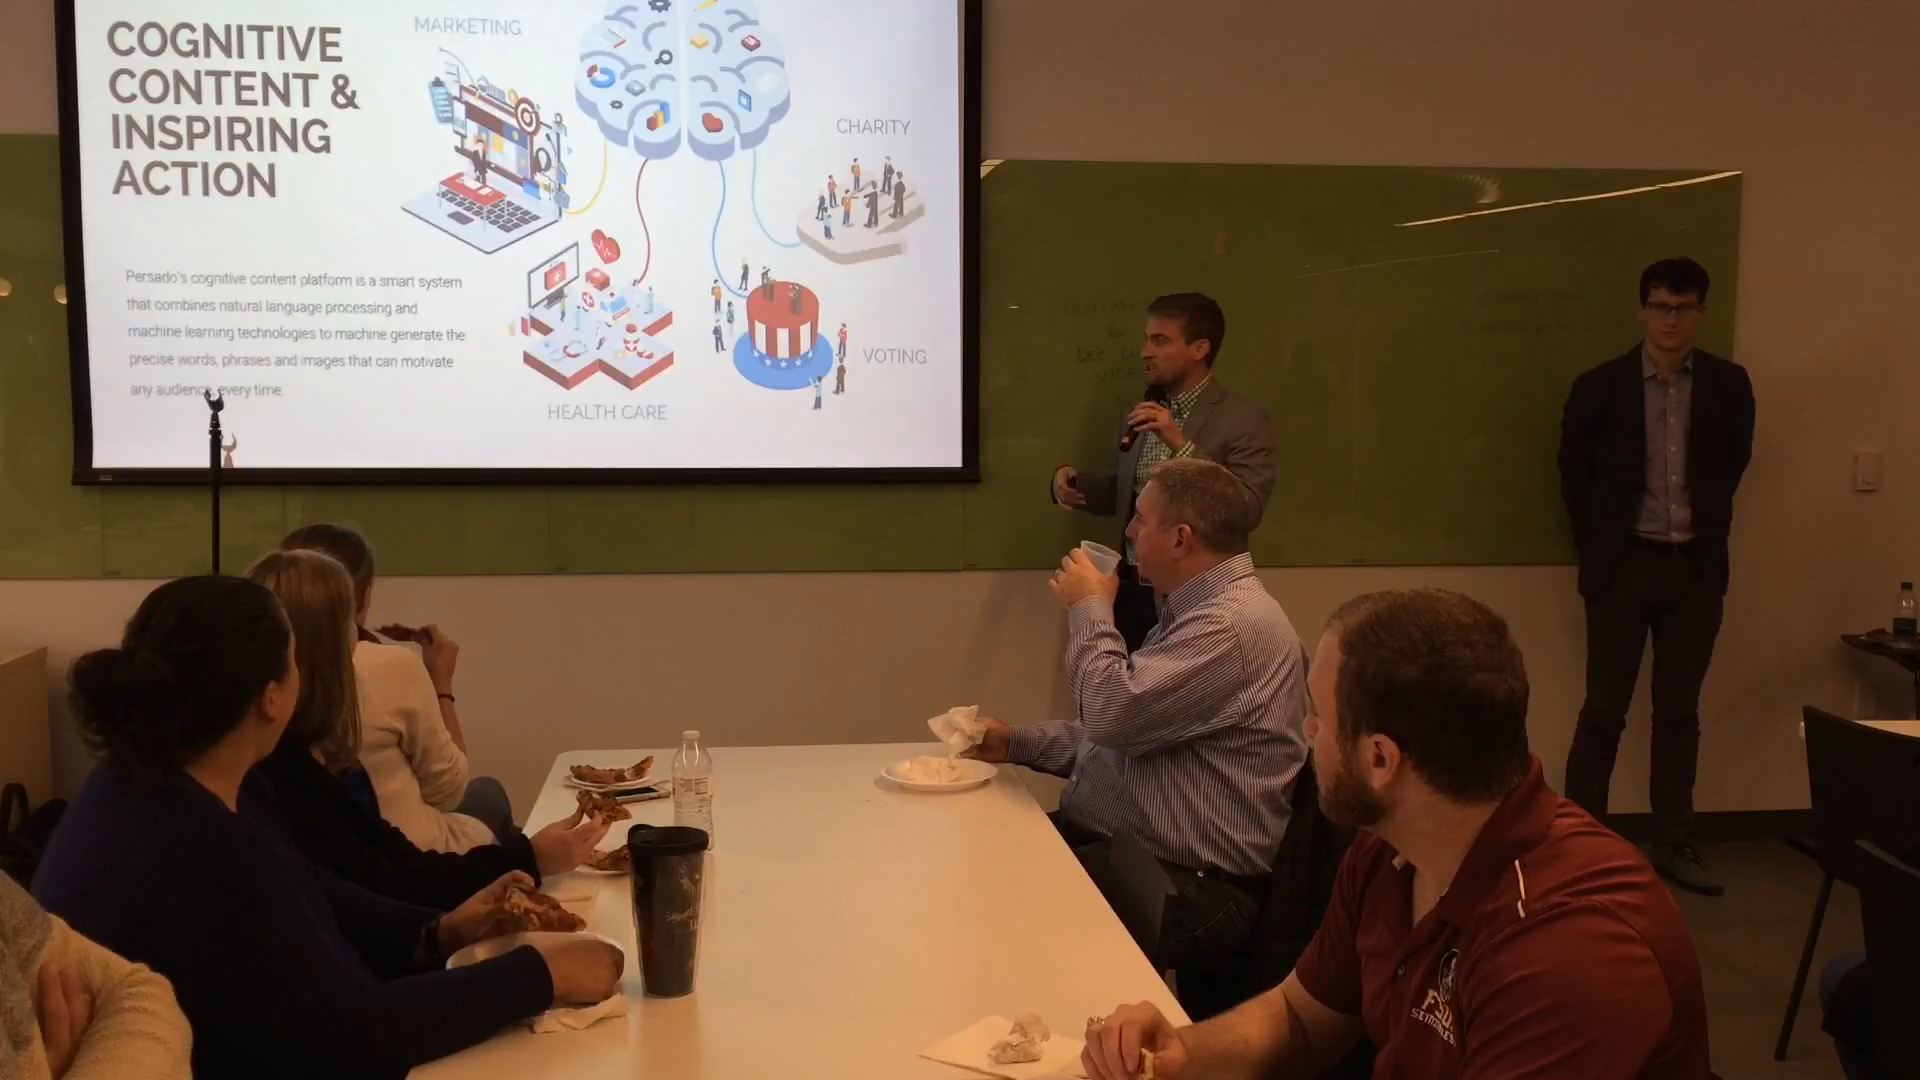 COGNITIVE
CONTENT &
INSPIRING
ACTION
MARKETING
CHARITY
Persado's cognitive content platform is a smart system
that combines natural language processing and
machine learning technologies to machine generate the
precise words, phrases and images that can motivate
any audience, every time.
VOTING
HEALTH CARE
FSU
SEMINOLES